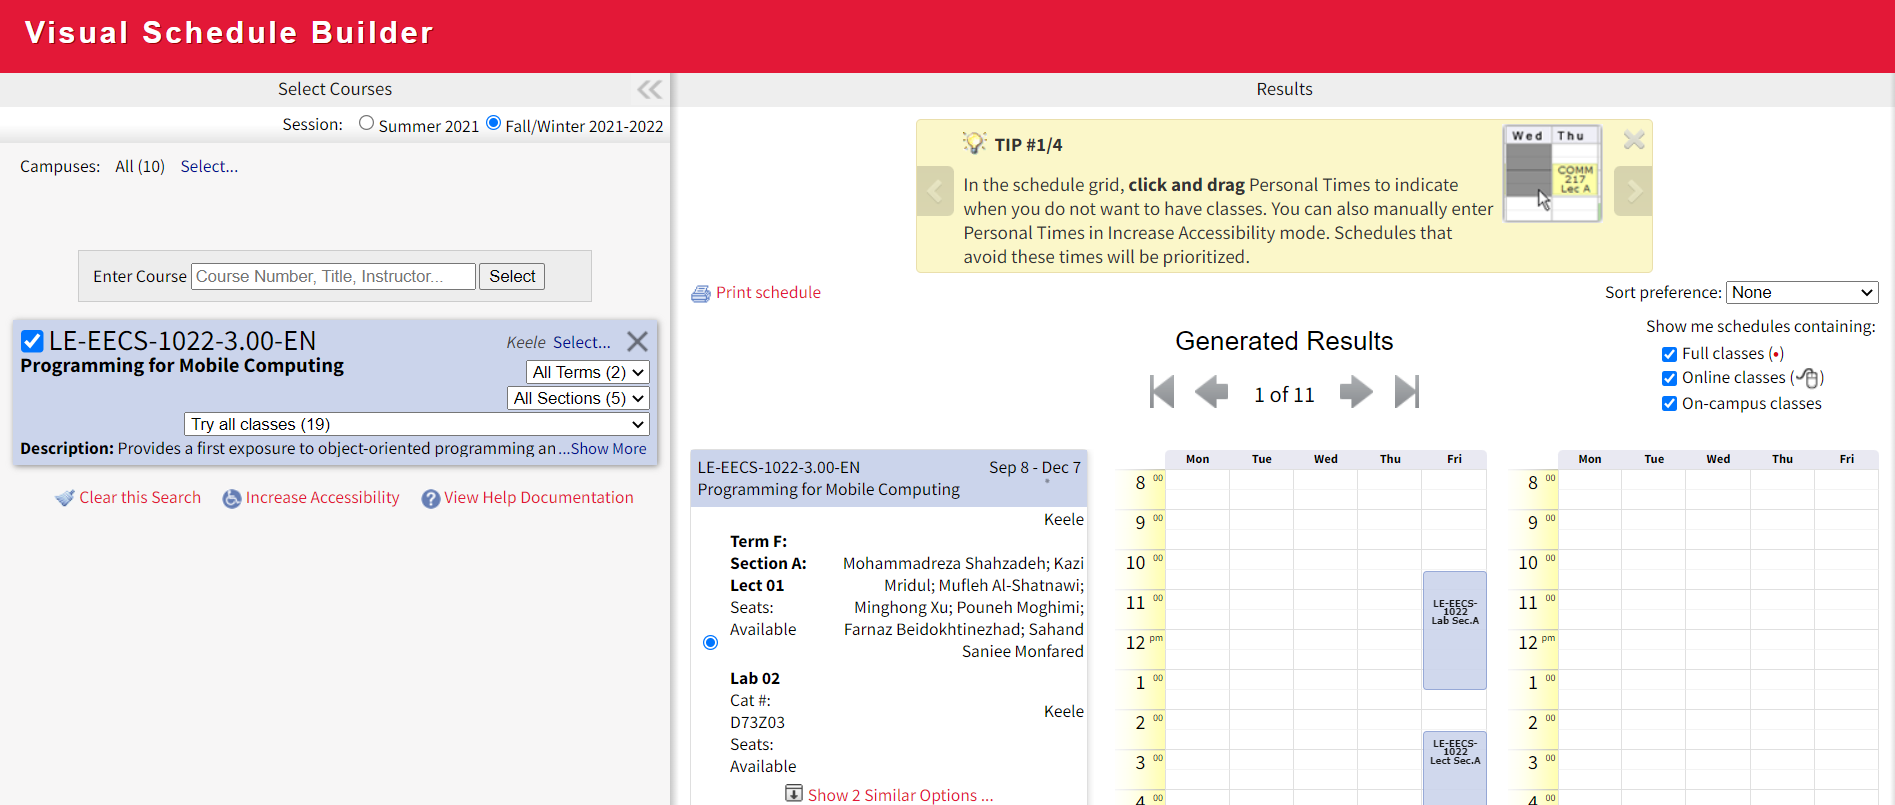 Visual Schedule Builder
Select Courses
Session: Summer 2021 Fall/Winter 2021-2022
Campuses: All (10) Select...
Enter Course Course Number, Title, Instructor... Select
LE-EECS-1022-3.00-EN
Keele Select...
Programming for Mobile Computing
All Terms (2)
All Sections (5)
Try all classes (19)
Description: Provides a first exposure to object-oriented programming an ...Show More
Clear this Search Increase Accessibility View Help Documentation
Results
TIP #1/4
In the schedule grid, click and drag Personal Times to indicate
when you do not want to have classes. You can also manually enter
Personal Times in Increase Accessibility mode. Schedules that
avoid these times will be prioritized.
Wed Thu
COMM
217
Lec A
Print schedule
Sort preference: None
Show me schedules containing:
Full classes (•)
Online classes ( )
On-campus classes
Generated Results
1 of 11
LE-EECS-1022-3.00-EN Sep 8 - Dec 7
Programming for Mobile Computing *
Keele
Term F:
Section A: Mohammadreza Shahzadeh; Kazi
Lect 01 Mridul; Mufleh Al-Shatnawi;
Seats: Minghong Xu; Pouneh Moghimi;
Available Farnaz Beidokhtinezhad; Sahand
Saniee Monfared
Lab 02
Cat #:
D73Z03 Keele
Seats:
Available
Show 2 Similar Options ...
Mon Tue Wed Thu Fri
8 00
9 00
10 00
11 00
12 pm
1 00
2 00
3 00
4 00
LE-EECS-
1022
Lab Sec.A
LE-EECS-
1022
Lect Sec.A
Mon Tue Wed Thu Fri
8 00
9 00
10 00
11 00
12 pm
1 00
2 00
3 00
4 00